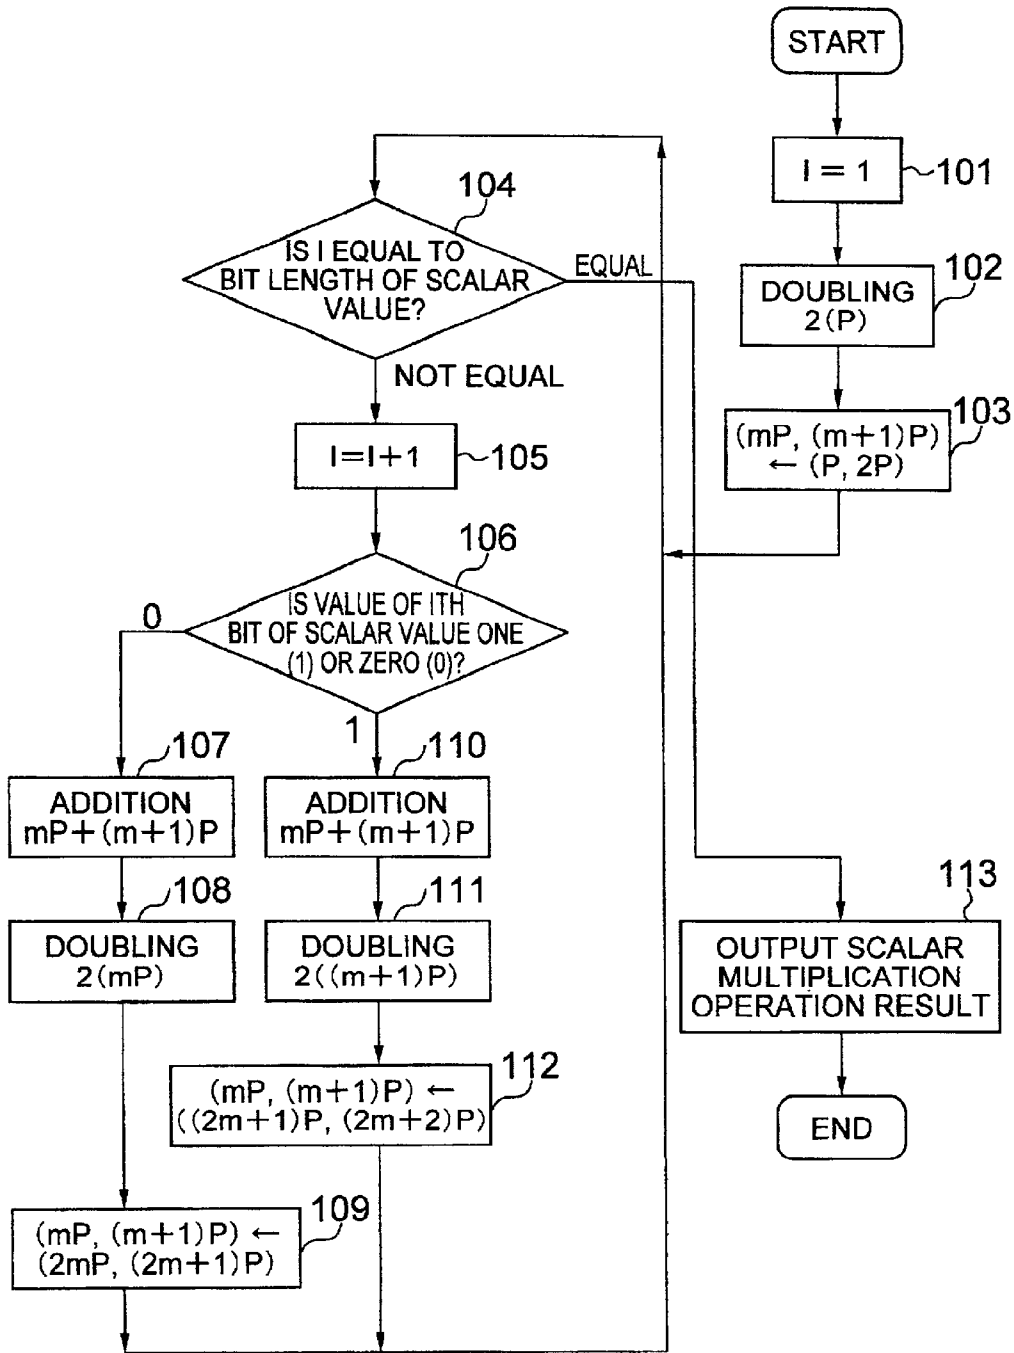 START
I = 1
101
DOUBLING
2(P)
102
(mP, (m+1)P)
← (P, 2P)
103
104
IS I EQUAL TO
BIT LENGTH OF SCALAR
VALUE?
EQUAL
NOT EQUAL
I=I+1
105
106
IS VALUE OF ITH
BIT OF SCALAR VALUE ONE
(1) OR ZERO (0)?
0
1
107
ADDITION
mP+(m+1)P
108
DOUBLING
2(mP)
109
(mP, (m+1)P) ←
(2mP, (2m+1)P)
110
ADDITION
mP+(m+1)P
111
DOUBLING
2((m+1)P)
112
(mP, (m+1)P) ←
((2m+1)P, (2m+2)P)
113
OUTPUT SCALAR
MULTIPLICATION
OPERATION RESULT
END